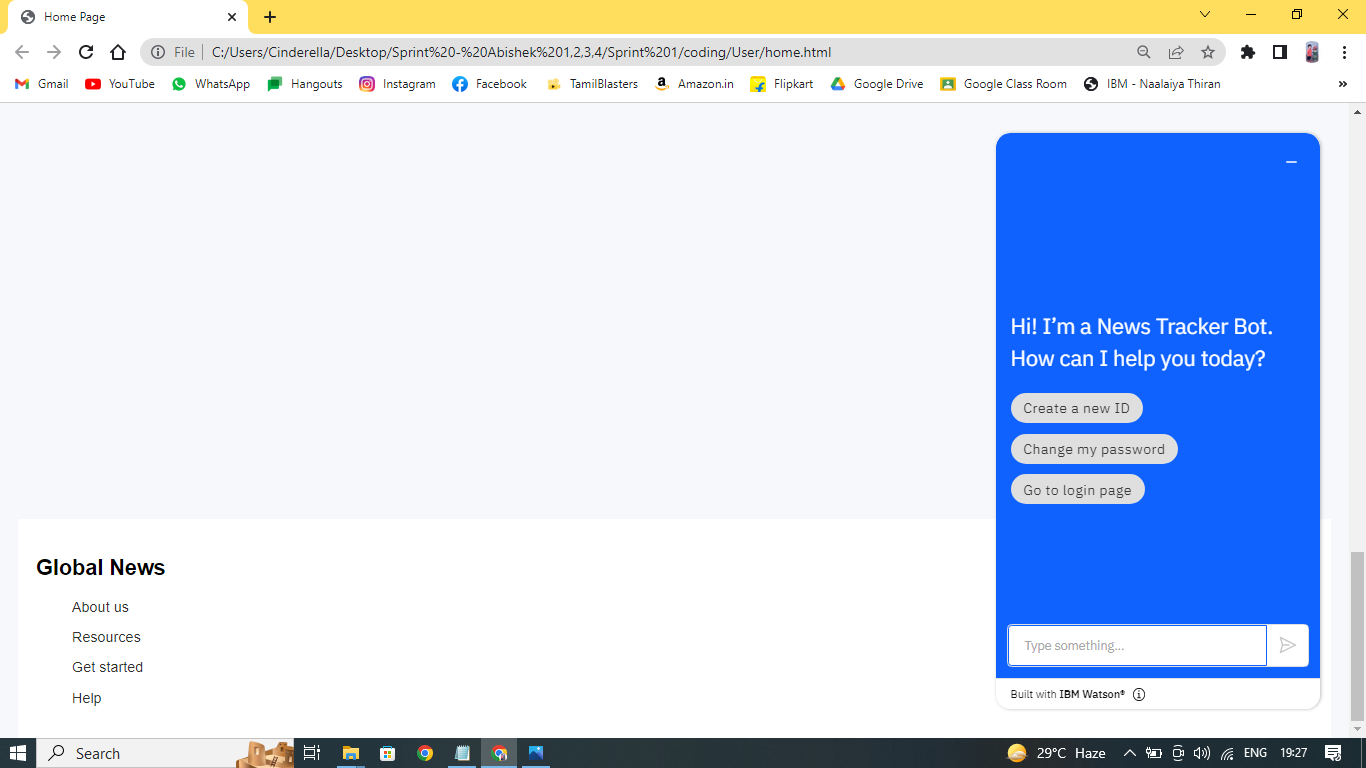 Home Page
File
C:/Users/Cinderella/Desktop/Sprint%20-%20Abishek%201,2,3,4/Sprint%201/coding/User/home.html
Gmail YouTube WhatsApp Hangouts Instagram Facebook TamilBlasters Amazon.in Flipkart Google Drive Google Class Room IBM - Naalaiya Thiran
Hi! I'm a News Tracker Bot.
How can I help you today?
Create a new ID
Change my password
Go to login page
Type something...
Built with IBM Watson®
Global News
About us
Resources
Get started
Help
Search
29°C Haze
ENG
19:27